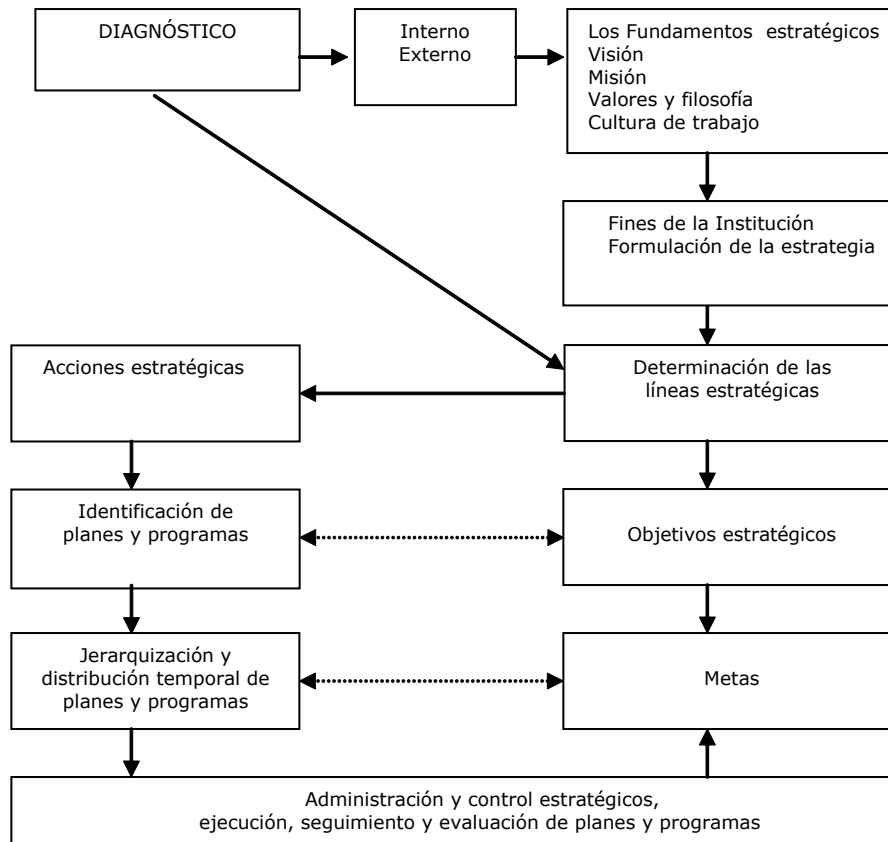 DIAGNÓSTICO
Interno
Externo
Los Fundamentos estratégicos
Visión
Misión
Valores y filosofía
Cultura de trabajo
Fines de la Institución
Formulación de la estrategia
Acciones estratégicas
Determinación de las
líneas estratégicas
Identificación de
planes y programas
Objetivos estratégicos
Jerarquización y
distribución temporal de
planes y programas
Metas
Administración y control estratégicos,
ejecución, seguimiento y evaluación de planes y programas